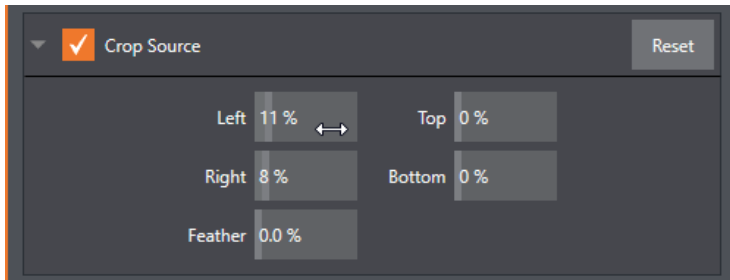 Crop Source Reset
Left 11 % Top 0 %
Right 8 % Bottom 0 %
Feather 0.0 %